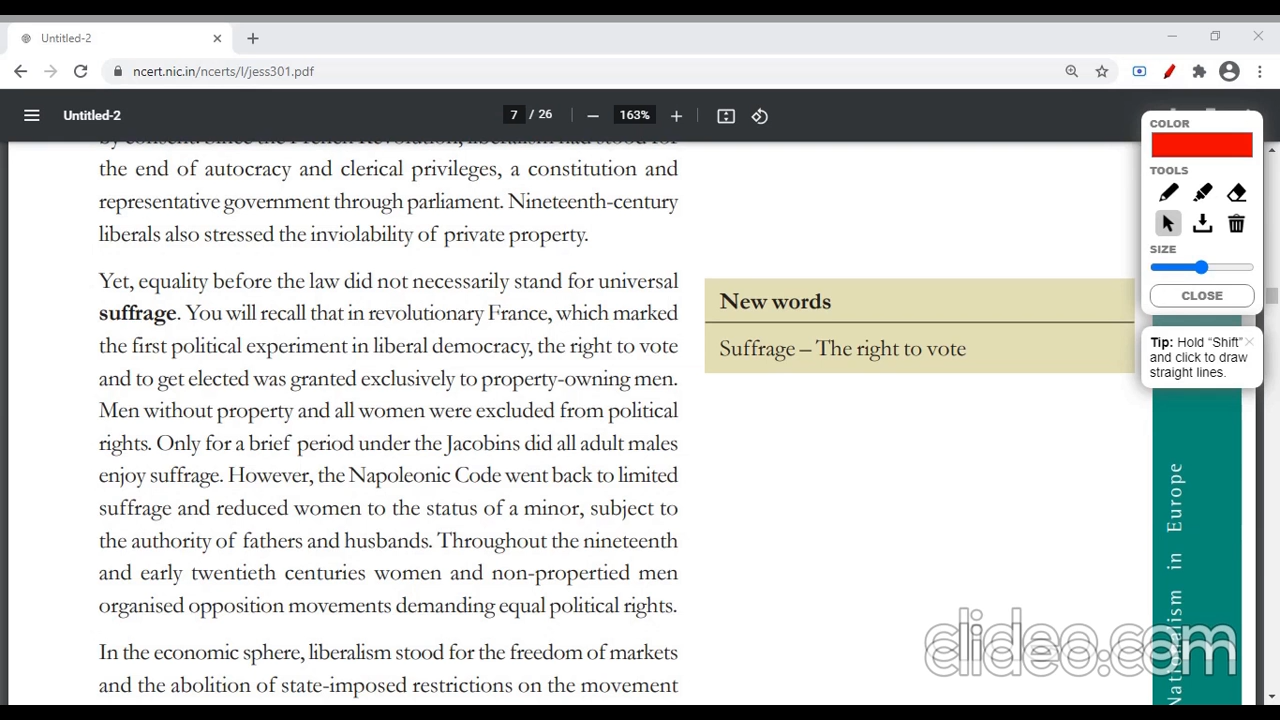 Untitled-2
ncert.nic.in/ncerts/l/jess301.pdf
Untitled-2
7 / 26
163%
by consent. Since the French Revolution, liberalism had stood for
the end of autocracy and clerical privileges, a constitution and
representative government through parliament. Nineteenth-century
liberals also stressed the inviolability of private property.
Yet, equality before the law did not necessarily stand for universal
suffrage. You will recall that in revolutionary France, which marked
the first political experiment in liberal democracy, the right to vote
and to get elected was granted exclusively to property-owning men.
Men without property and all women were excluded from political
rights. Only for a brief period under the Jacobins did all adult males
enjoy suffrage. However, the Napoleonic Code went back to limited
suffrage and reduced women to the status of a minor, subject to
the authority of fathers and husbands. Throughout the nineteenth
and early twentieth centuries women and non-propertied men
organised opposition movements demanding equal political rights.
In the economic sphere, liberalism stood for the freedom of markets
and the abolition of state-imposed restrictions on the movement
New words
Suffrage – The right to vote
COLOR
TOOLS
SIZE
CLOSE
Tip: Hold “Shift”
and click to draw
straight lines.
Nationalism in Europe
clideo.com